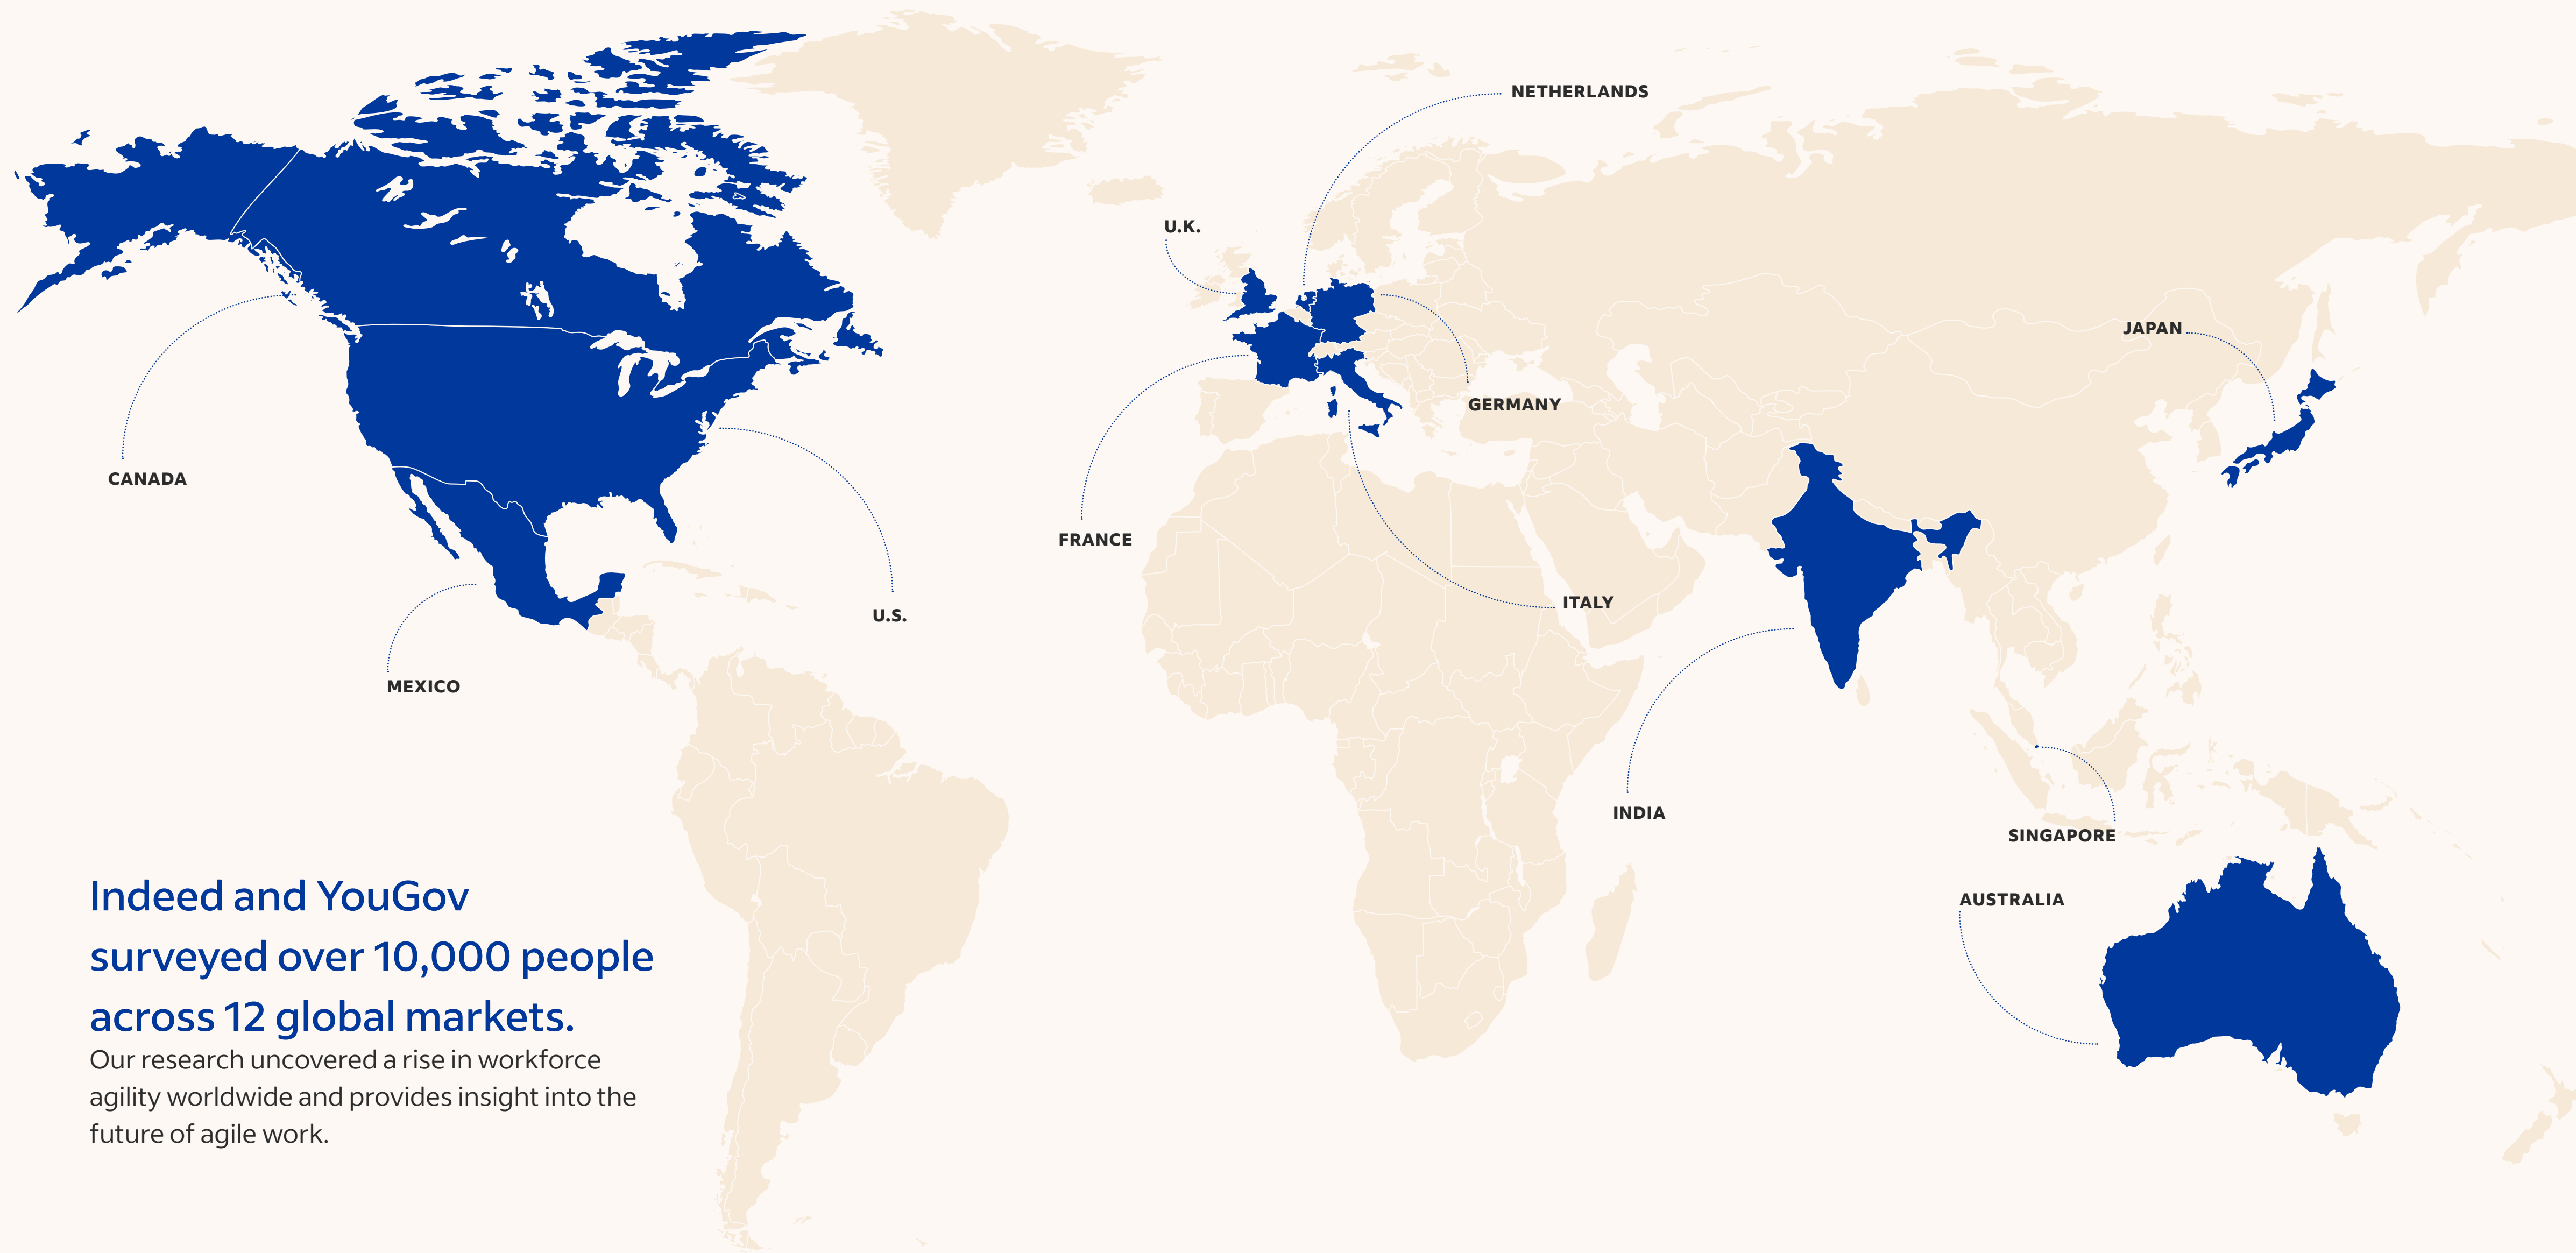 NETHERLANDS
U.K.
JAPAN
GERMANY
CANADA
FRANCE
ITALY
U.S.
MEXICO
INDIA
SINGAPORE
AUSTRALIA
Indeed and YouGov
surveyed over 10,000 people
across 12 global markets.
Our research uncovered a rise in workforce
agility worldwide and provides insight into the
future of agile work.